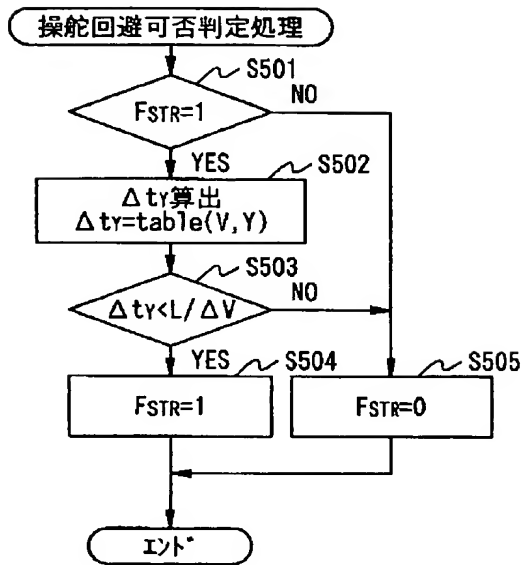 操舵回避可否判定処理
S501
FSTR=1
NO
YES
S502
ΔtY算出
ΔtY=table(V,Y)
S503
ΔtY<L/ΔV
NO
YES
S504
S505
FSTR=1
FSTR=0
エンド